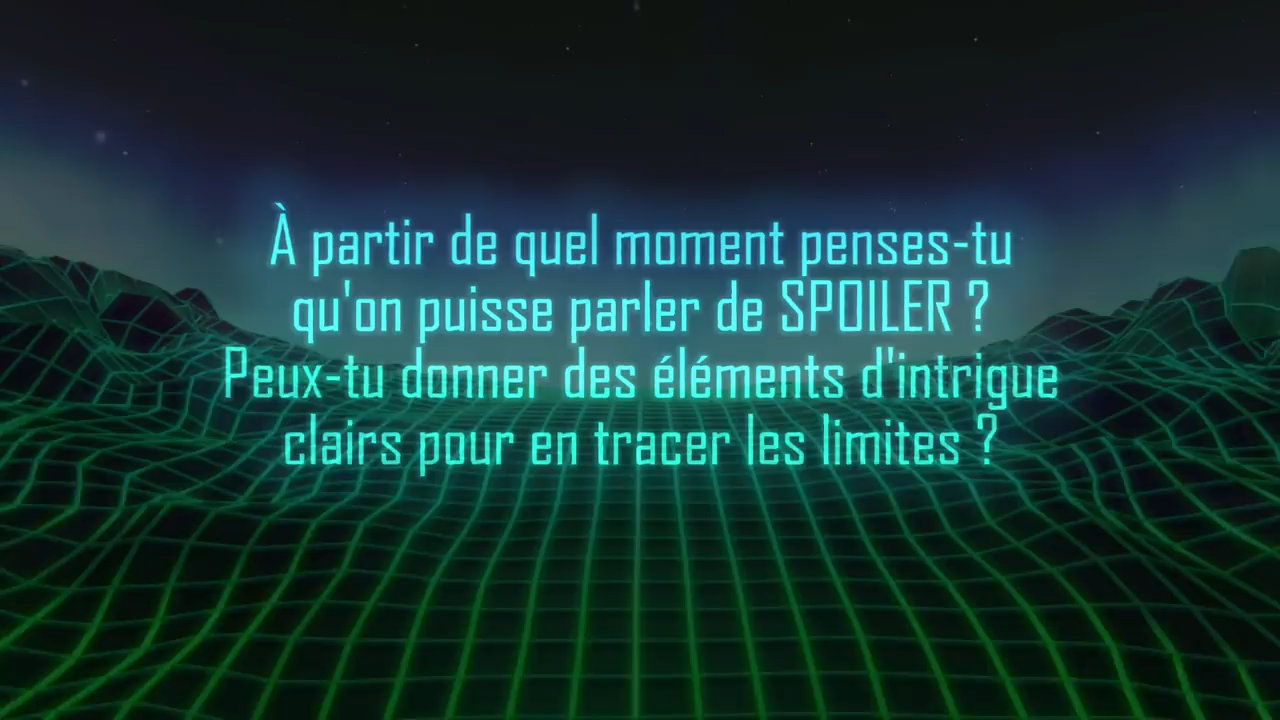 À partir de quel moment penses-tu
qu'on puisse parler de SPOILER ?
Peux-tu donner des éléments d'intrigue
clairs pour en tracer les limites ?